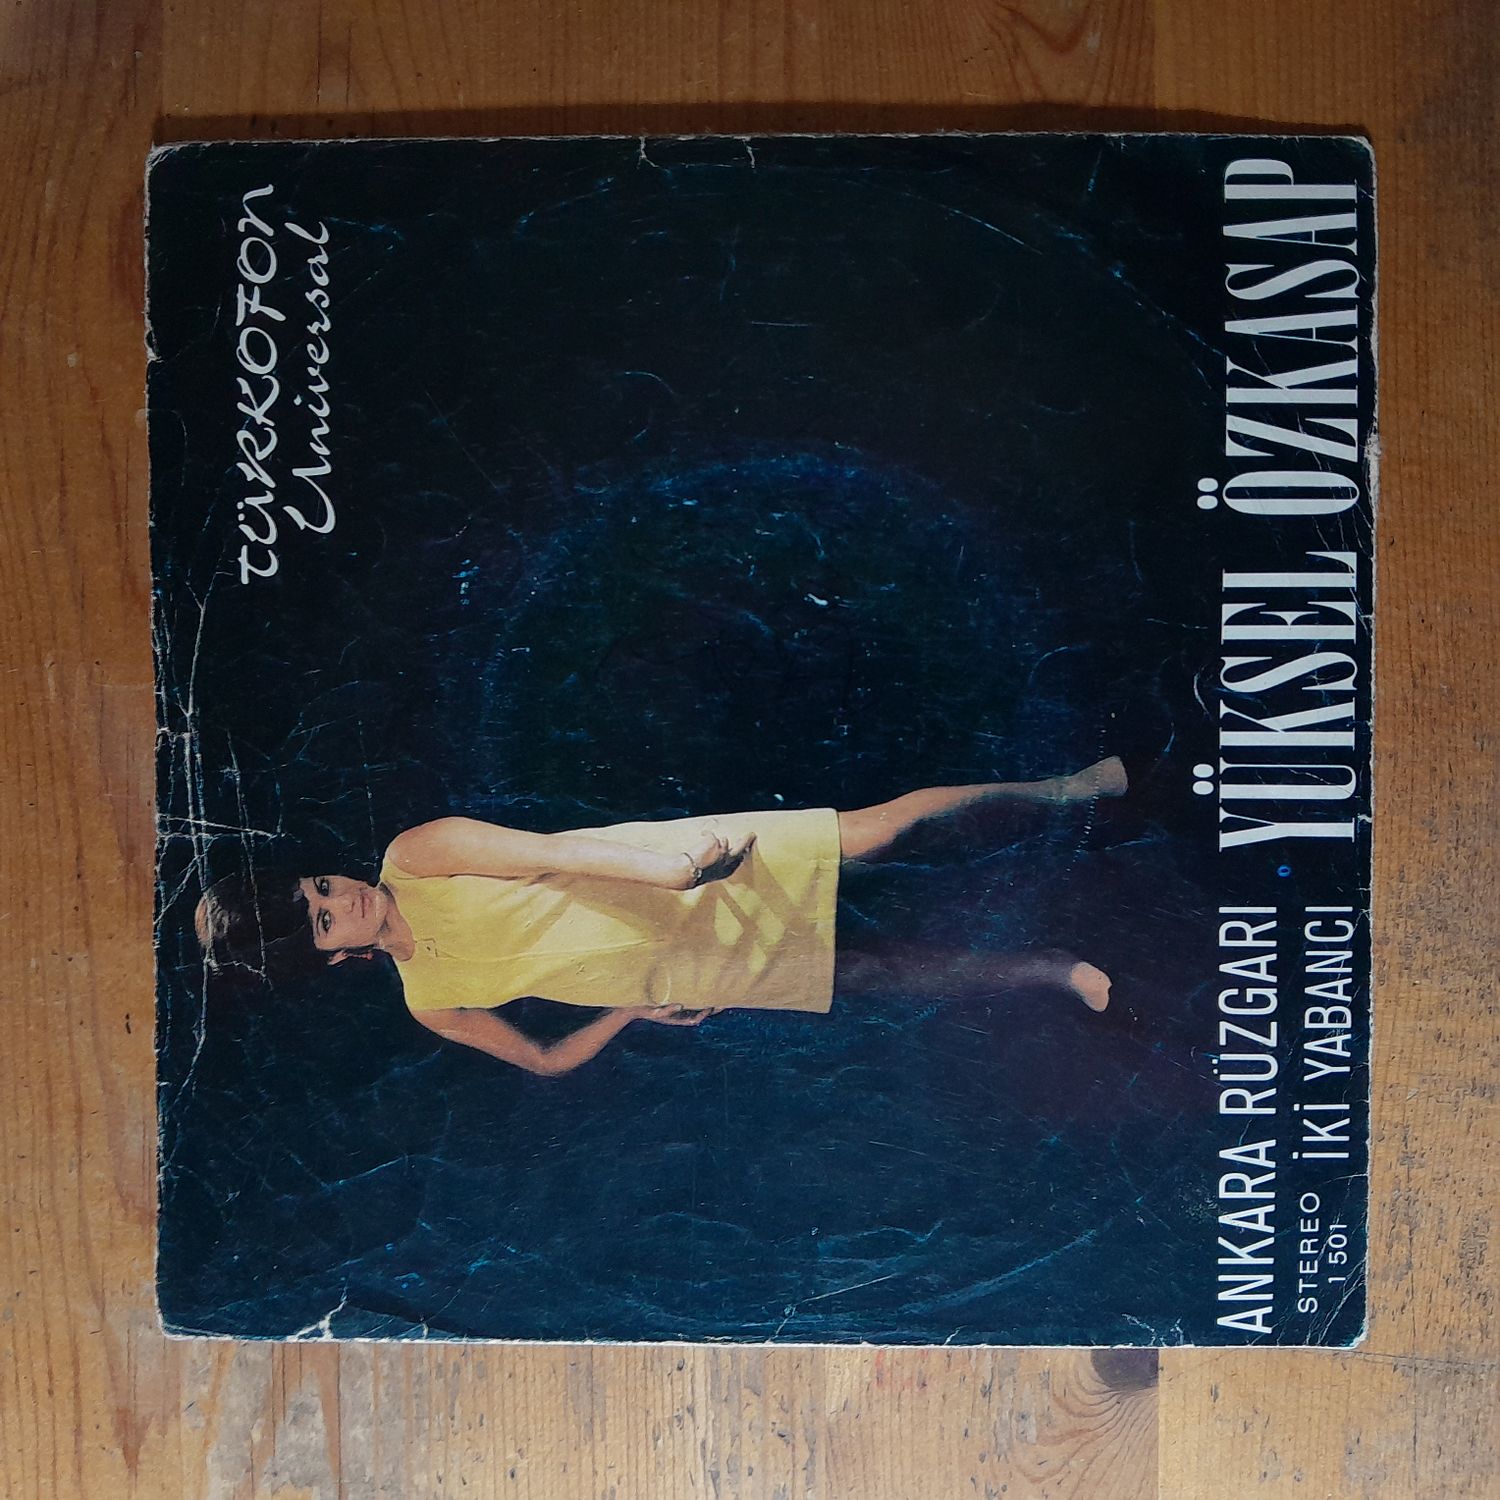 türkofon
Universal
ANKARA RÜZGARI • YÜKSEL ÖZKASAP
STEREO İKİ YABANCI
1 501